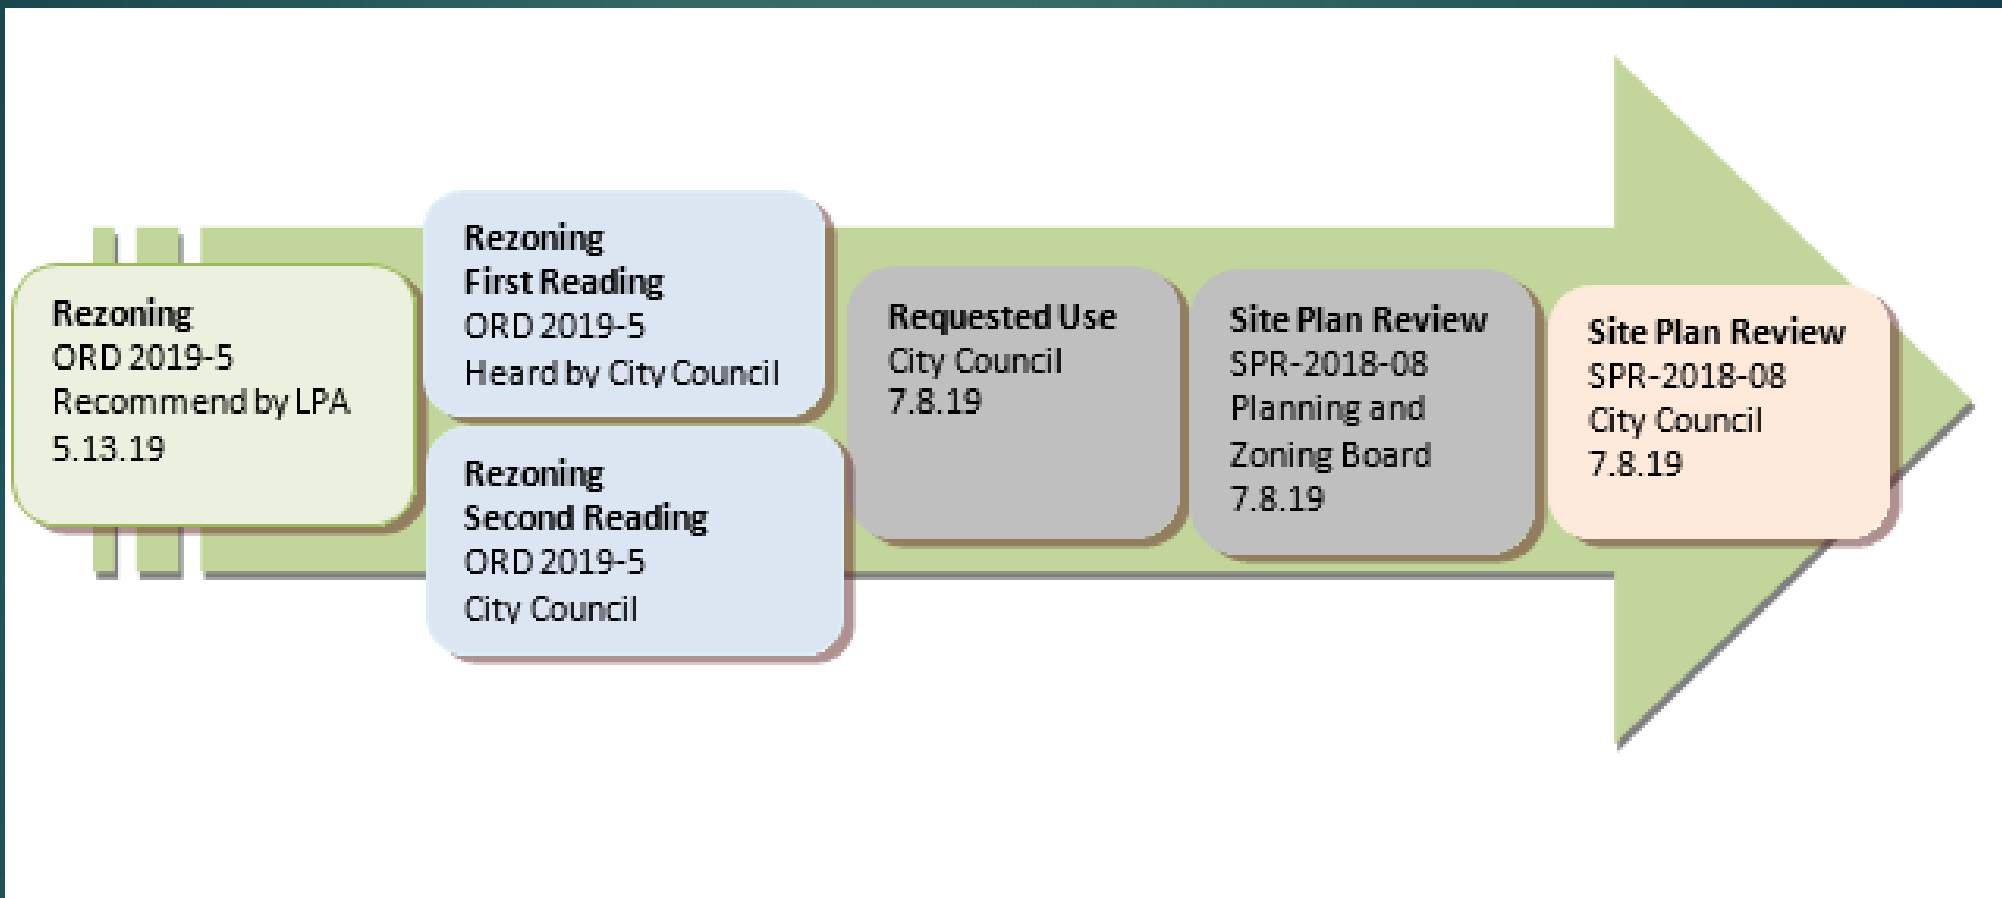 Rezoning
ORD 2019-5
Recommend by LPA
5.13.19
Rezoning
First Reading
ORD 2019-5
Heard by City Council
Rezoning
Second Reading
ORD 2019-5
City Council
Requested Use
City Council
7.8.19
Site Plan Review
SPR-2018-08
Planning and
Zoning Board
7.8.19
Site Plan Review
SPR-2018-08
City Council
7.8.19